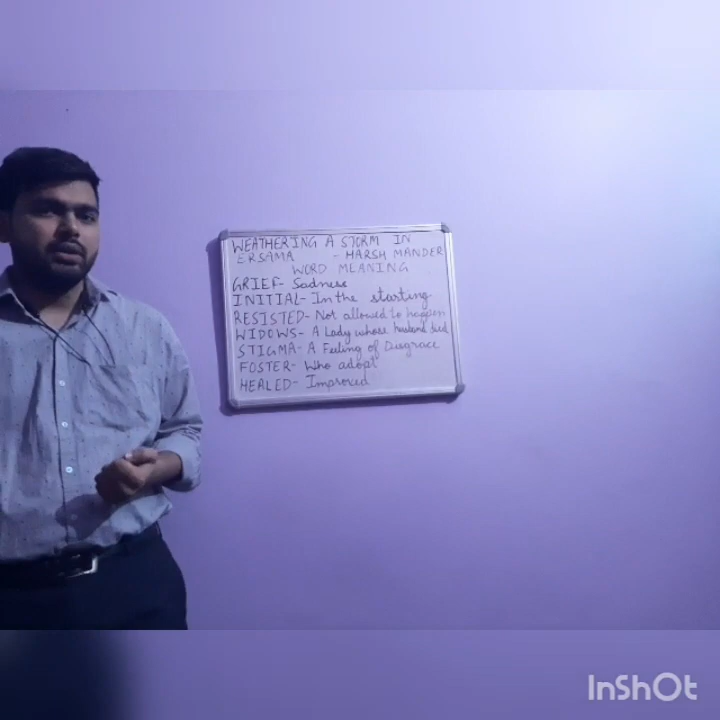 WEATHERING A STORM IN
ERSAMA - HARSH MANDER
WORD MEANING
GRIEF- Sadness
INITIAL- In the starting
RESISTED- Not allowed to happen
WIDOWS- A Lady whose husband died
STIGMA- A Feeling of Disgrace
FOSTER- Who adopt
HEALED- Improved
InShOt